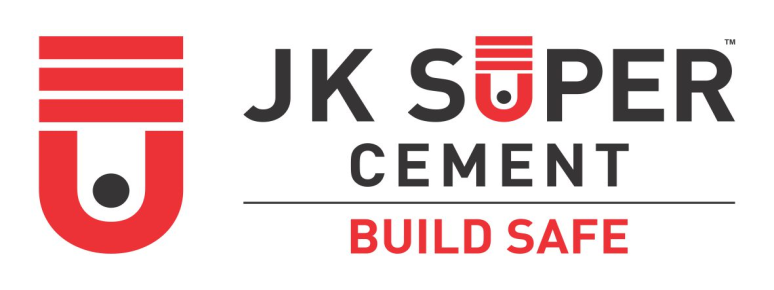 JK SUPER™
CEMENT
BUILD SAFE